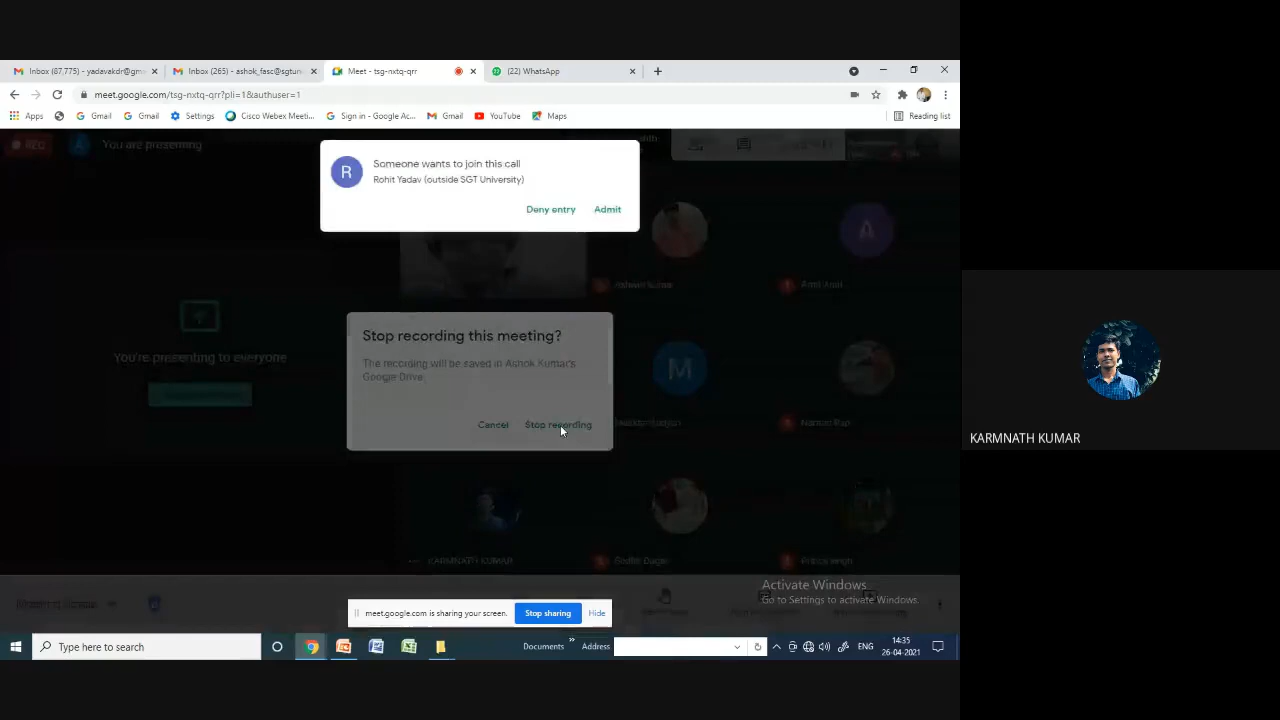 Inbox (87,775) - yadavakdr@gm
Inbox (265) - ashok_fasc@sgtun
Meet - tsg-nxtq-qrr
(22) WhatsApp
meet.google.com/tsg-nxtq-qrr?pli=1&authuser=1
Apps
Gmail
Gmail
Settings
Cisco Webex Meeti...
Sign in - Google Ac...
Gmail
YouTube
Maps
Reading list
REC
A
You are presenting
R
Someone wants to join this call
Rohit Yadav (outside SGT University)
Deny entry
Admit
A
Stop recording this meeting?
The recording will be saved in Ashok Kumar's
Google Drive.
Cancel
Stop recording
You're presenting to everyone
M
KARMNATH KUMAR
KARMNATH KUMAR
Activate Windows
Go to Settings to activate Windows.
meet.google.com is sharing your screen.
Stop sharing
Hide
Type here to search
Documents
Address
ENG
14:35
26-04-2021